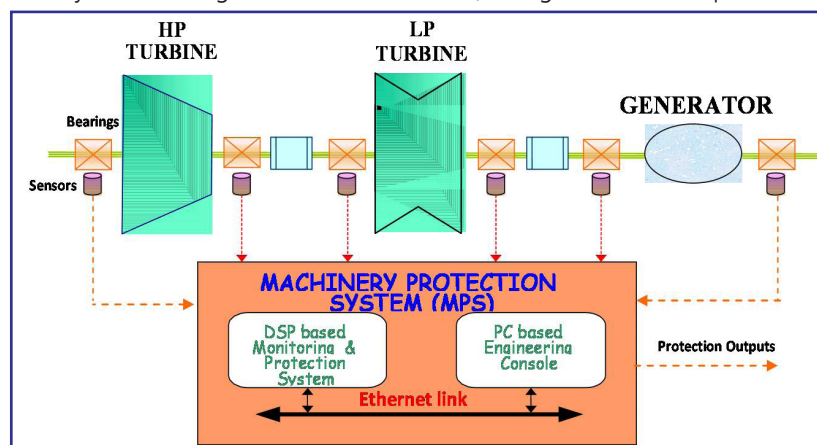 HP
TURBINE
LP
TURBINE
GENERATOR
Bearings
Sensors
MACHINERY PROTECTION
SYSTEM (MPS)
DSP based
Monitoring &
Protection
System
PC based
Engineering
Console
Ethernet link
Protection Outputs